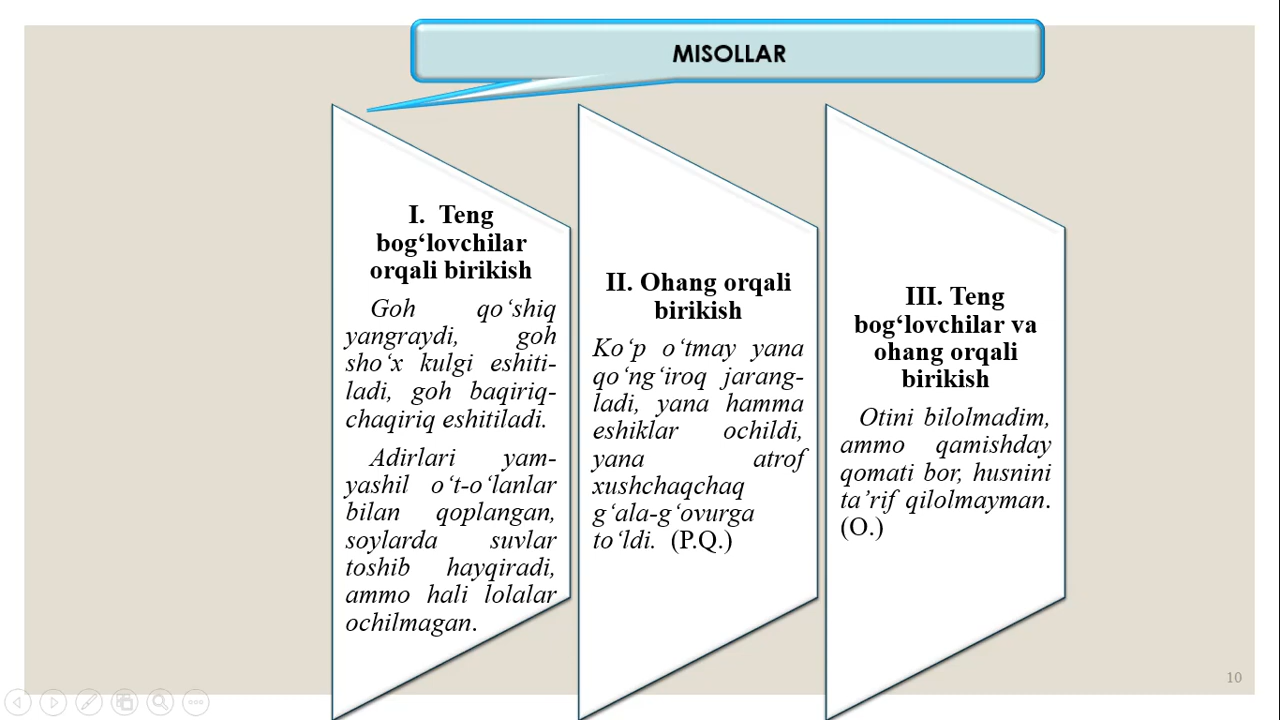 MISOLLAR
I. Teng
bog‘lovchilar
orqali birikish
Goh qo‘shiq
yangraydi, goh
sho‘x kulgi eshiti-
ladi, goh baqiriq-
chaqiriq eshitiladi.
Adirlari yam-
yashil o‘t-o‘lanlar
bilan qoplangan,
soylarda suvlar
toshib hayqiradi,
ammo hali lolalar
ochilmagan.
II. Ohang orqali
birikish
Ko‘p o‘tmay yana
qo‘ng‘iroq jarang-
ladi, yana hamma
eshiklar ochildi,
yana atrof
xushchaqchaq
g‘ala-g‘ovurga
to‘ldi. (P.Q.)
III. Teng
bog‘lovchilar va
ohang orqali
birikish
Otini bilolmadim,
ammo qamishday
qomati bor, husnini
ta’rif qilolmayman.
(O.)
10